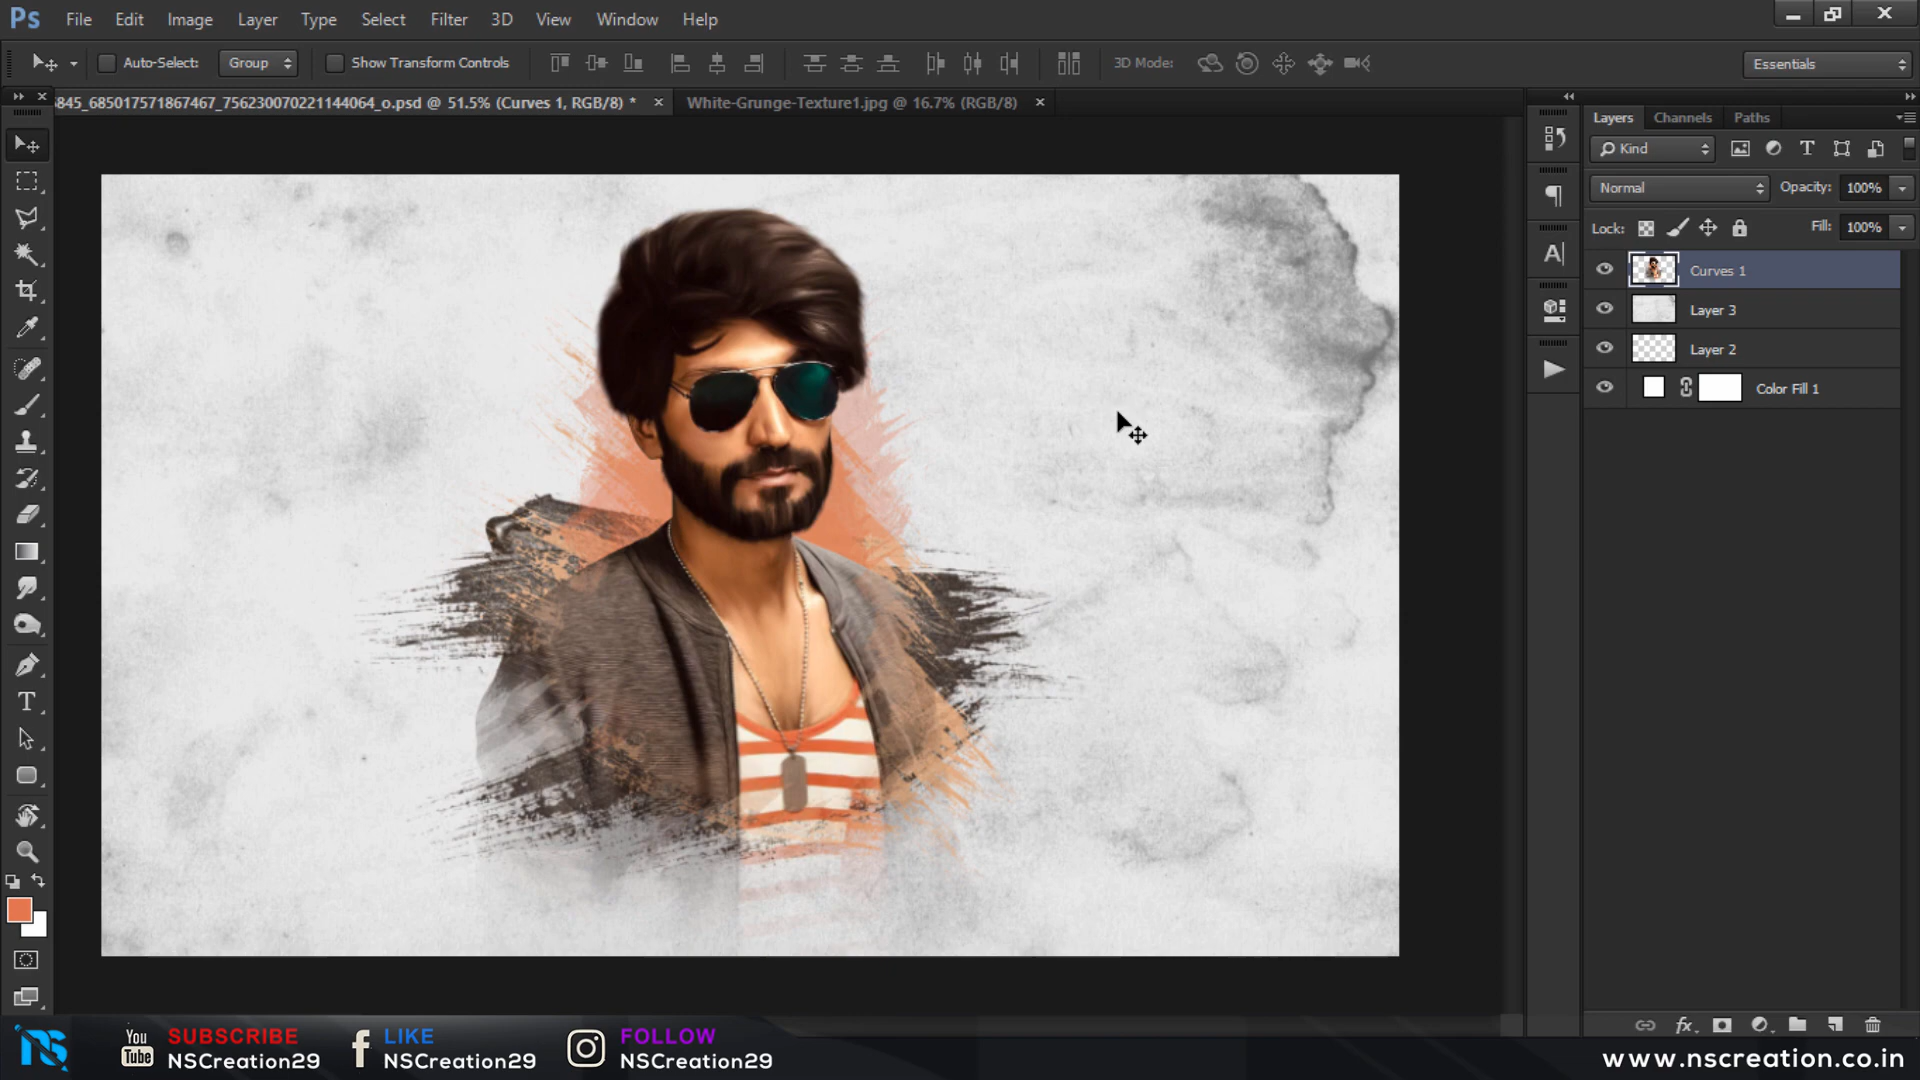 Ps File Edit Image Layer Type Select Filter 3D View Window Help
Auto-Select: Group Show Transform Controls 3D Mode: Essentials
5845_685017571867467_756230070221144064_o.psd @ 51.5% (Curves 1, RGB/8) * × White-Grunge-Texture1.jpg @ 16.7% (RGB/8) ×
Layers Channels Paths
Kind
Normal Opacity: 100%
Lock: Fill: 100%
Curves 1
Layer 3
Layer 2
Color Fill 1
fx
NS
You Tube SUBSCRIBE
NSCreation29
f LIKE
NSCreation29
FOLLOW
NSCreation29
www.nscreation.co.in